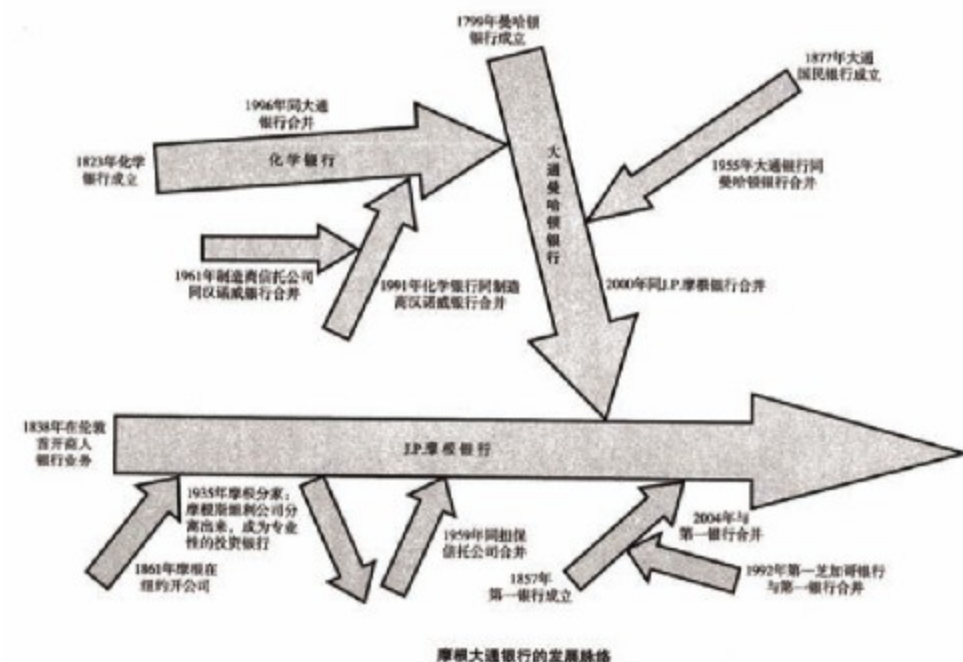 1799年曼哈顿
银行成立
1877年大通
国民银行成立
1996年同大通
银行合并
1823年化学
银行成立
化学银行
大通曼哈顿银行
1955年大通银行同
曼哈顿银行合并
1961年制造商信托公司
同汉诺威银行合并
1991年化学银行同制造
商汉诺威银行合并
2000年同J.P.摩根银行合并
1838年在伦敦
首开商人
银行业务
J.P.摩根银行
1935年摩根分家；
摩根斯坦利公司分
离出来，成为专业
性的投资银行
1861年摩根在
纽约开公司
1959年同担保
信托公司合并
2004年与
第一银行合并
1857年
第一银行成立
1992年第一芝加哥银行
与第一银行合并
摩根大通银行的发展脉络